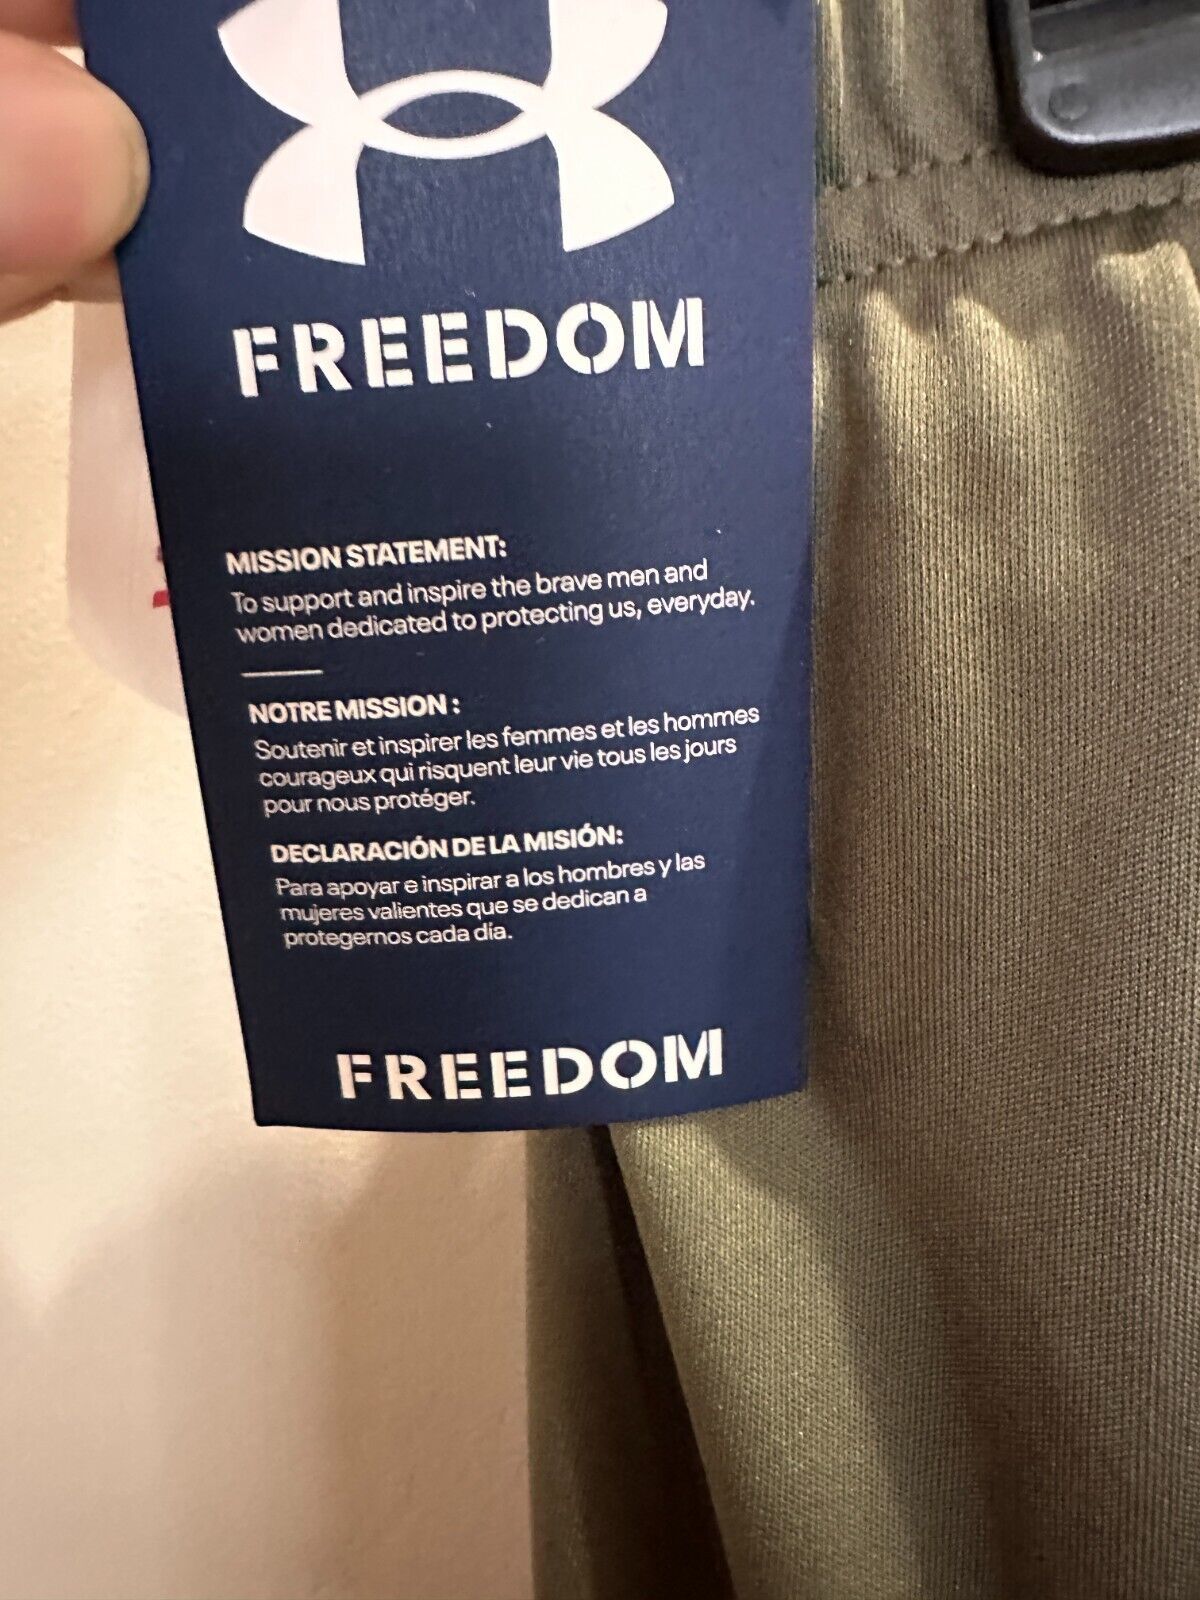 FREEDOM
MISSION STATEMENT:
To support and inspire the brave men and
women dedicated to protecting us, everyday.
NOTRE MISSION :
Soutenir et inspirer les femmes et les hommes
courageux qui risquent leur vie tous les jours
pour nous protéger.
DECLARACIÓN DE LA MISIÓN:
Para apoyar e inspirar a los hombres y las
mujeres valientes que se dedican a
protegernos cada día.
FREEDOM